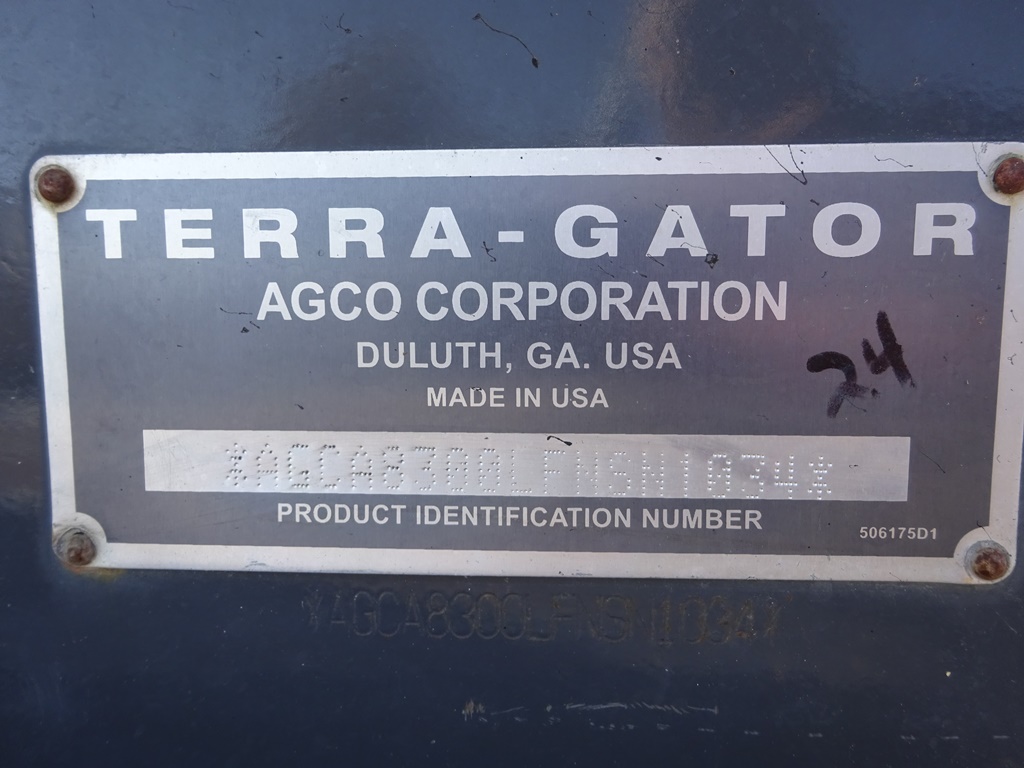 TERRA-GATOR
AGCO CORPORATION
DULUTH, GA. USA
MADE IN USA
24
*AGCA8300LFNSN1034*
PRODUCT IDENTIFICATION NUMBER
506175D1
*AGCA8300LFNSN1034*